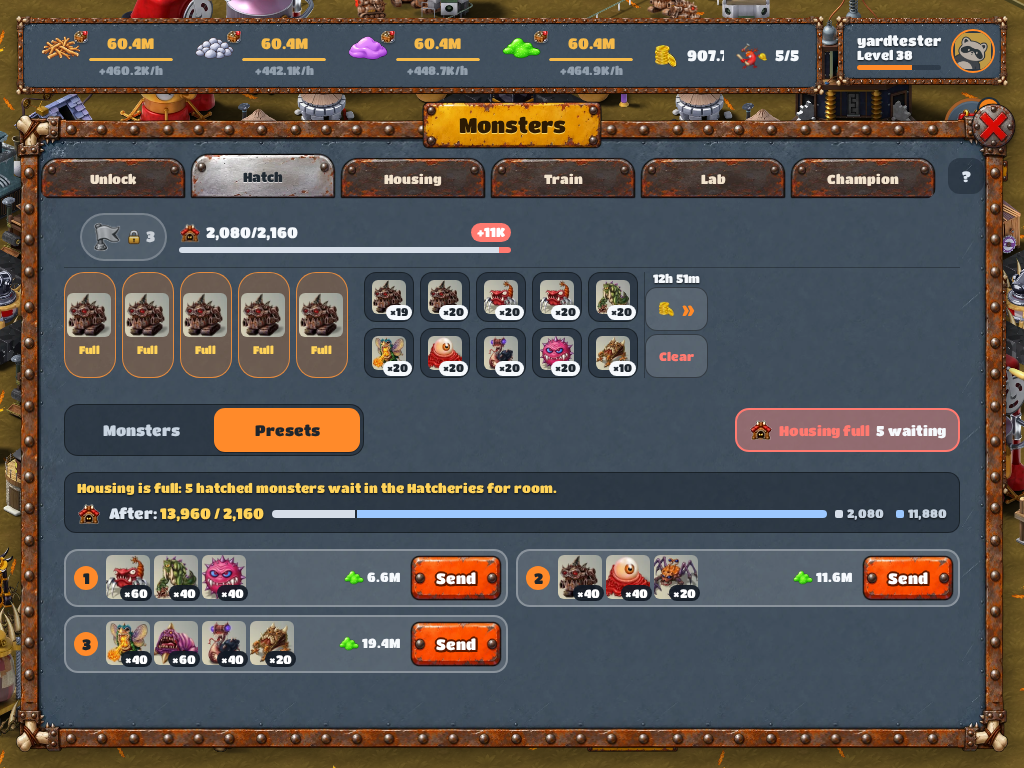 60.4M
60.4M
60.4M
60.4M
907.
5/5
+460.2K/h
+442.1K/h
+448.7K/h
+464.9K/h
yardtester
Level 38
Monsters
Unlock
Hatch
Housing
Train
Lab
Champion
?
3
2,080/2,160
+11K
Full
Full
Full
Full
Full
×19
×20
×20
×20
×20
×20
×20
×20
×20
×10
12h 51m
Clear
Monsters
Presets
Housing full 5 waiting
Housing is full: 5 hatched monsters wait in the Hatcheries for room.
After: 13,960 / 2,160
2,080
11,880
1
×60
×40
×40
6.6M
Send
2
×40
×40
×20
11.6M
Send
3
×40
×60
×40
×20
19.4M
Send